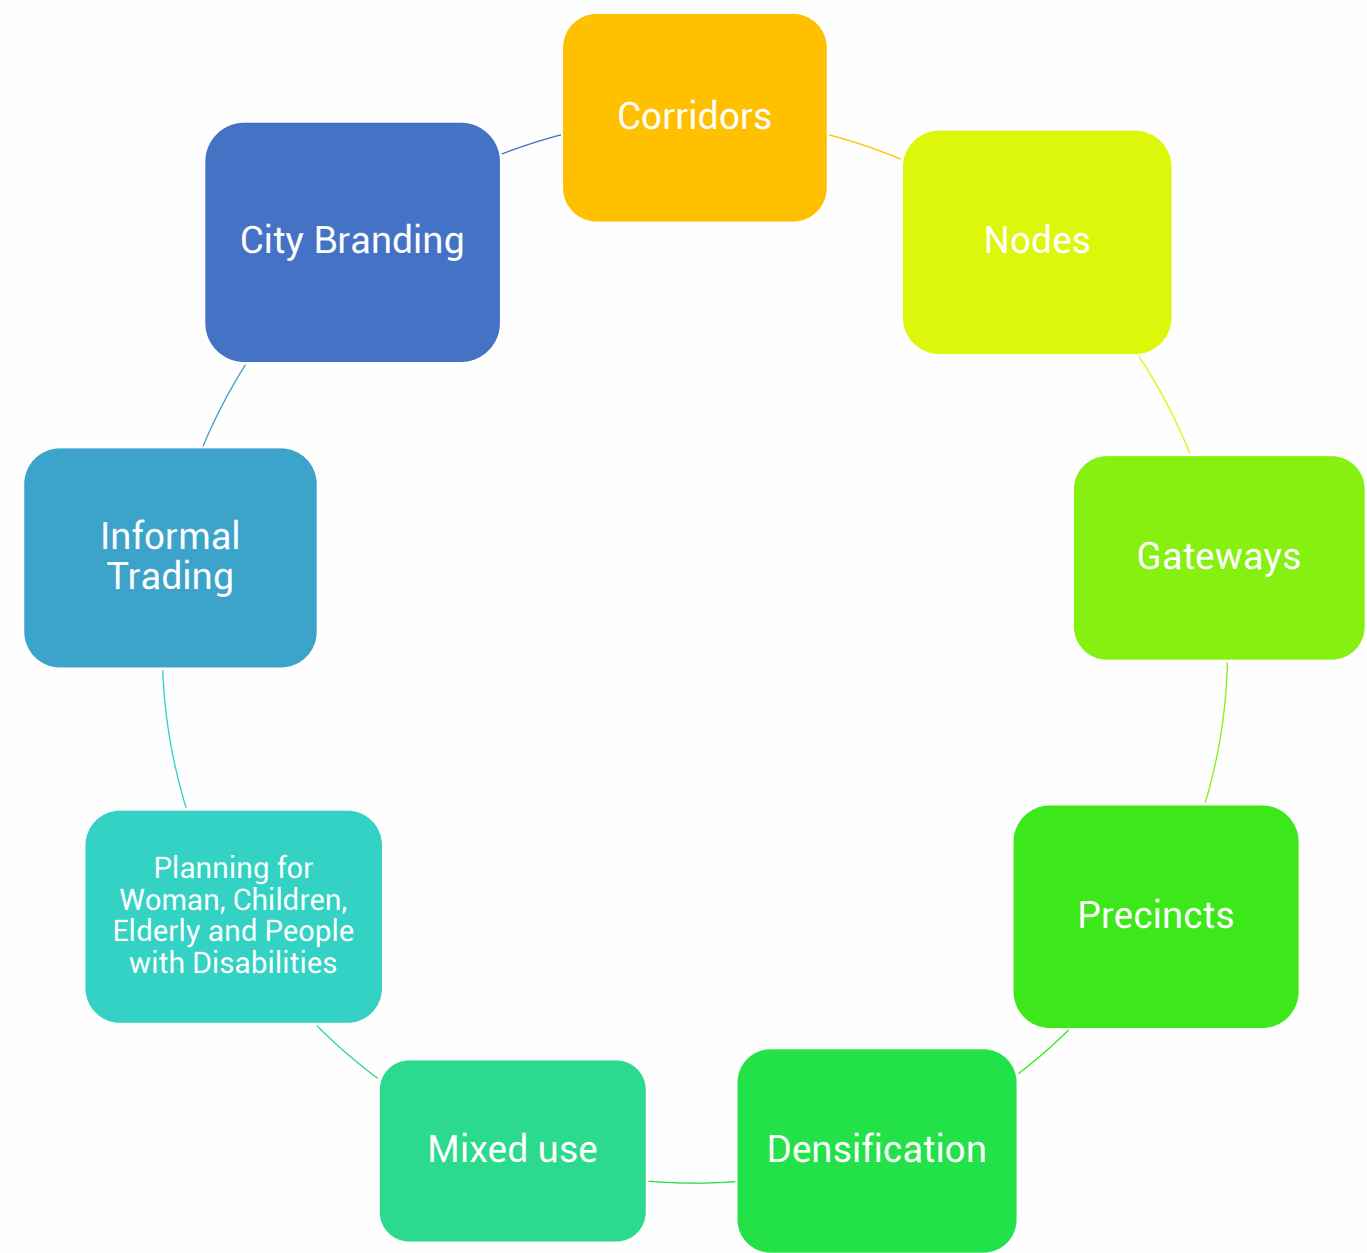 Corridors
Nodes
Gateways
Precincts
Densification
Mixed use
Planning for
Woman, Children,
Elderly and People
with Disabilities
Informal
Trading
City Branding